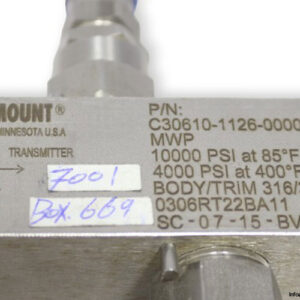 MOUNT®
MINNESOTA U.S.A
TRANSMITTER
7001
Box.669
P/N:
C30610-1126-0000
MWP
10000 PSI at 85°F
4000 PSI at 400°F
BODY/TRIM 316/
0306RT22BA11
SC-07-15-BV